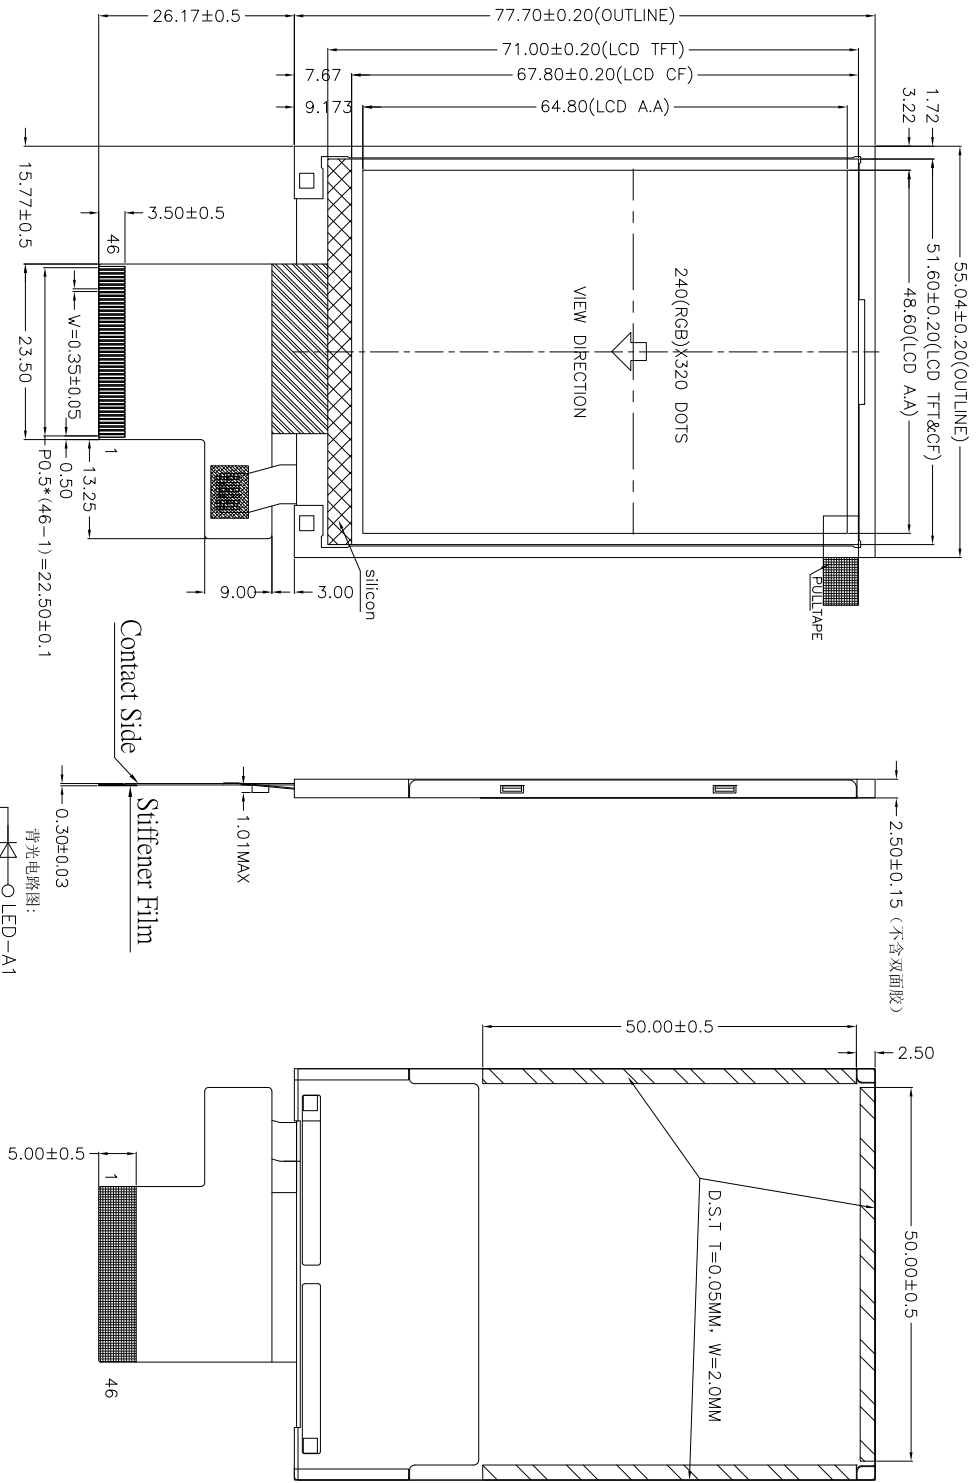 26.17±0.5
77.70±0.20(OUTLINE)
71.00±0.20(LCD TFT)
7.67
67.80±0.20(LCD CF)
9.173
64.80(LCD A.A)
1.72
3.22
55.04±0.20(OUTLINE)
51.60±0.20(LCD TFT&CF)
48.60(LCD A.A)
15.77±0.5
3.50±0.5
46
23.50
W=0.35±0.05
1
P0.5*(46-1)=22.50±0.1
0.50
13.25
9.00
3.00
240(RGB)X320 DOTS
VIEW DIRECTION
silicon
PULLTAPE
Contact Side
Stiffener Film
0.30±0.03
1.01MAX
2.50±0.15 (不含双面胶)
背光电路图:
LED-A1
50.00±0.5
2.50
50.00±0.5
D.S.T T=0.05MM, W=2.0MM
5.00±0.5
1
46